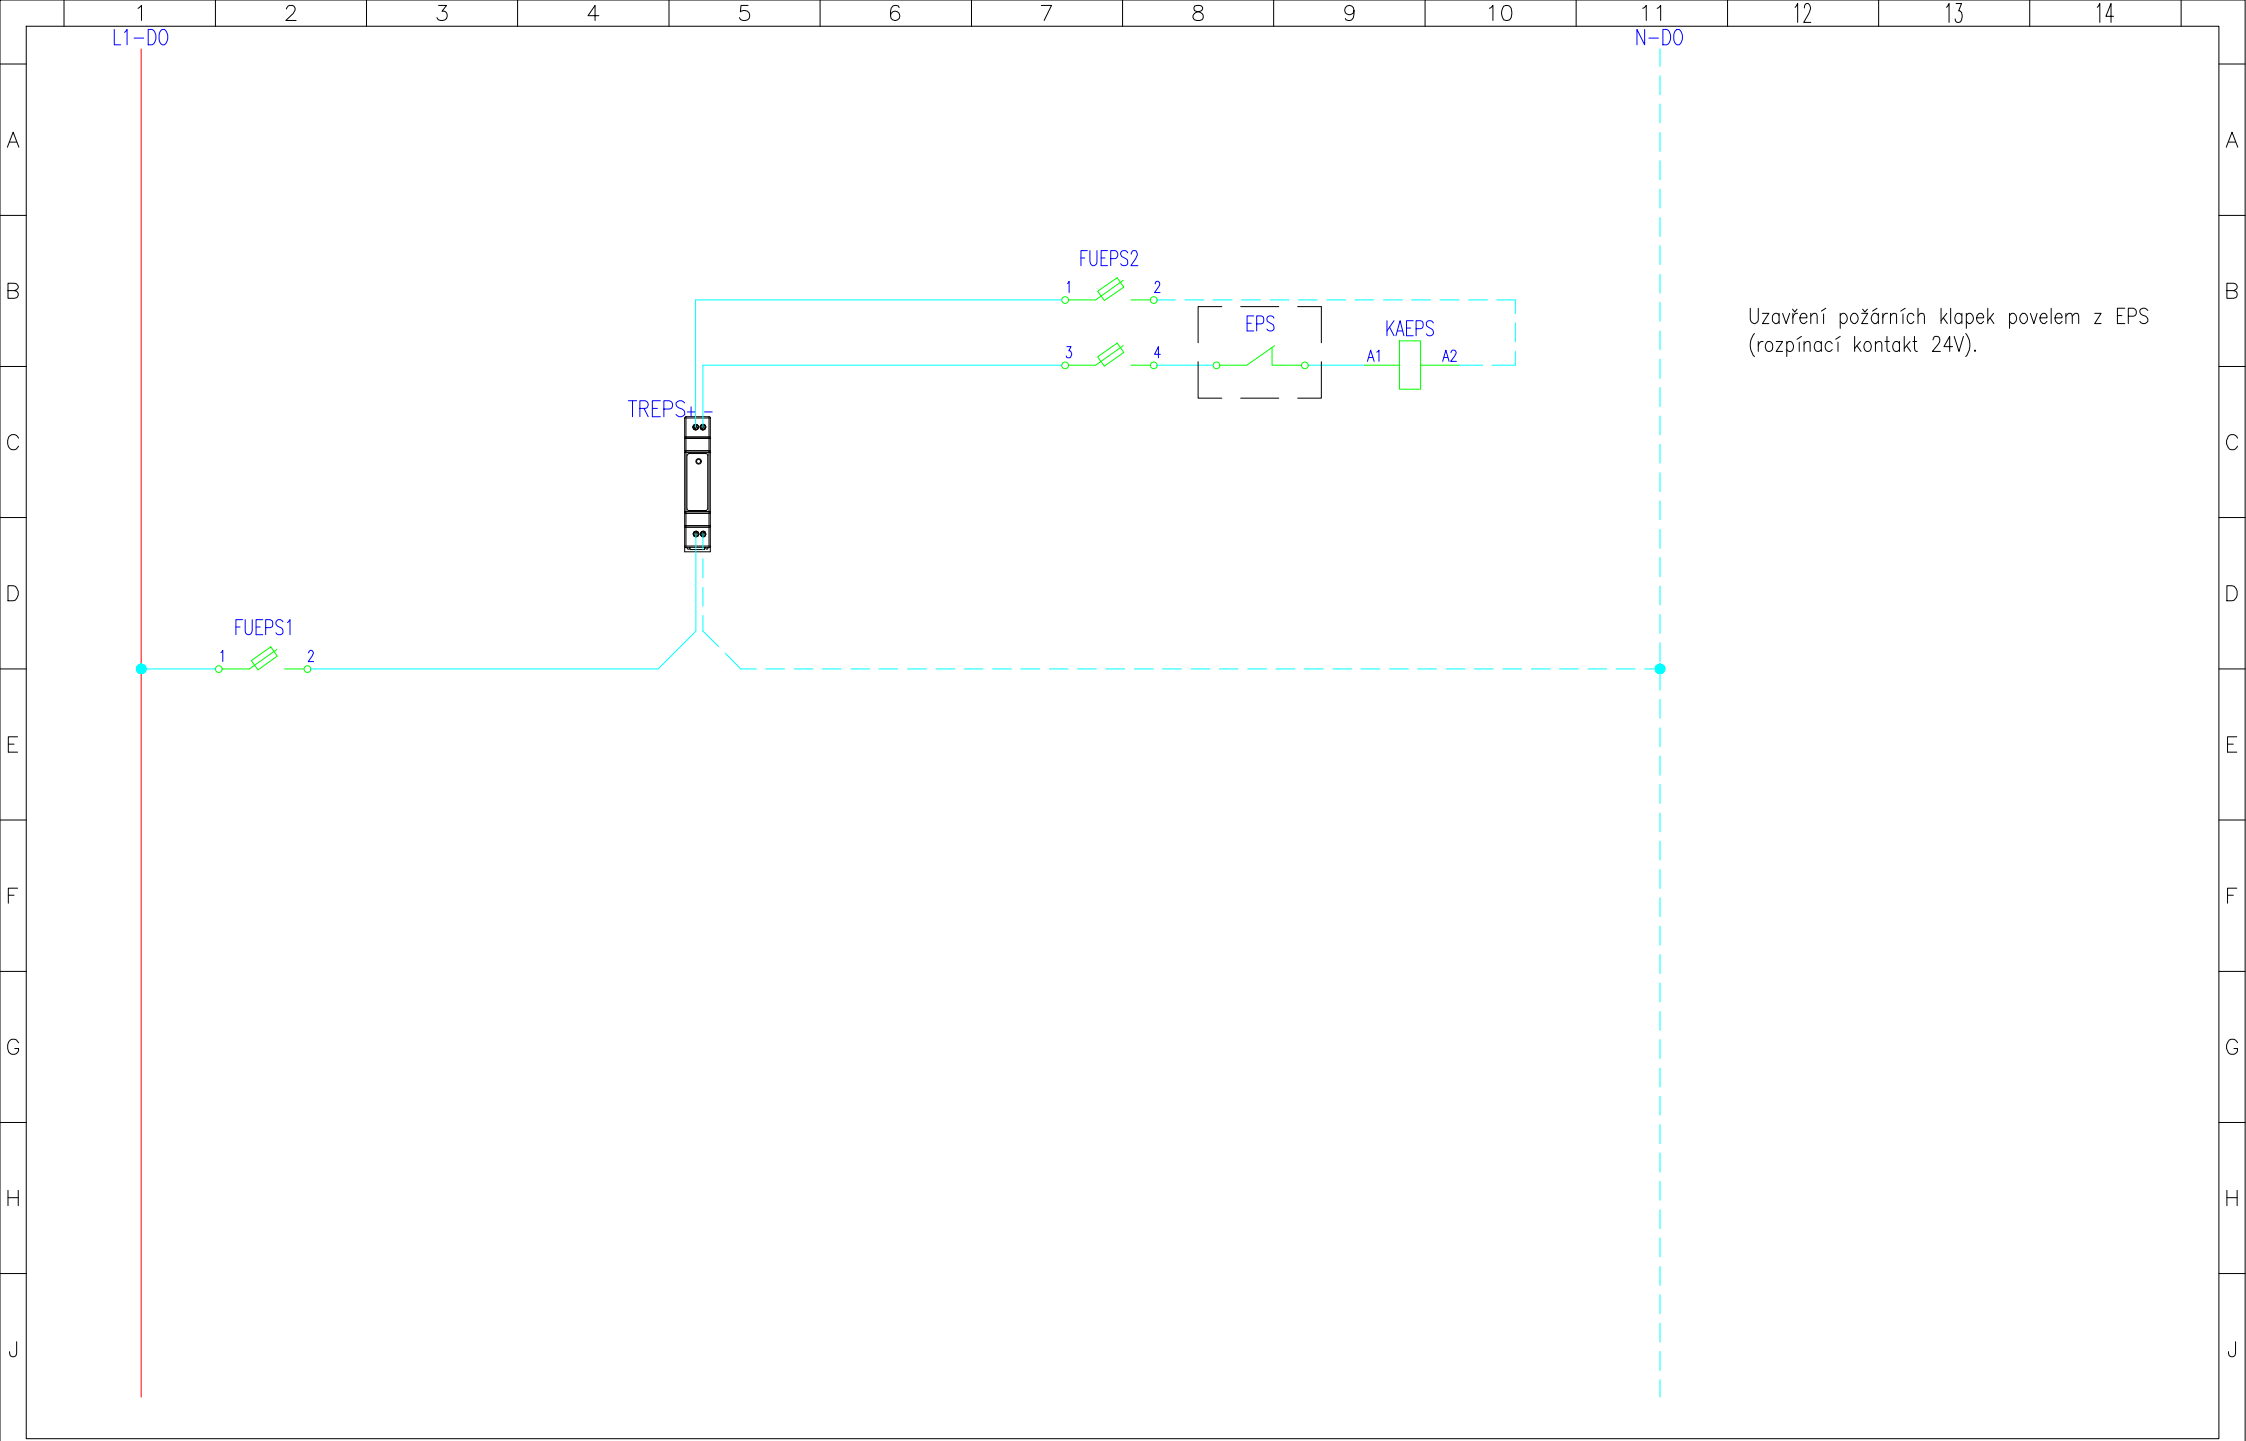 1 2 3 4 5 6 7 8 9 10 11 12 13 14
L1-DO N-DO
A A
FUEPS2
1 2
B B
EPS KAEPS
Uzavření požárních klapek povelem z EPS
(rozpínací kontakt 24V).
3 4 A1 A2
TREPS+ -
C C
D D
FUEPS1
1 2
E E
F F
G G
H H
J J